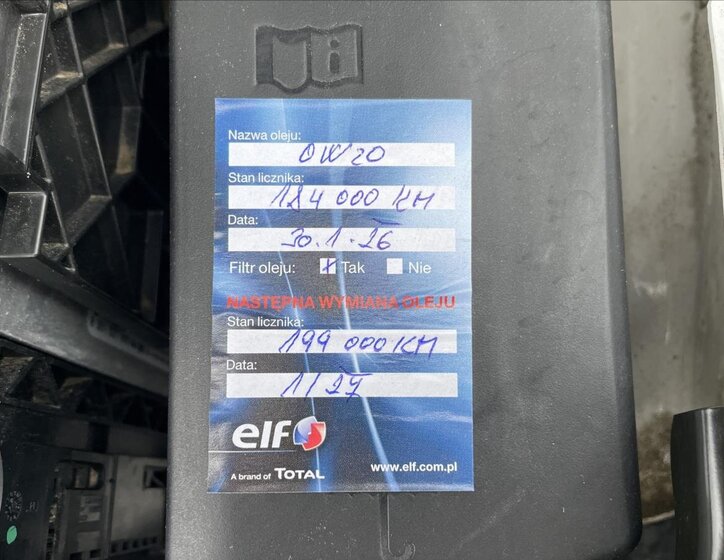 Nazwa oleju:
0W20
Stan licznika:
184 000 KM
Data:
30.1.26
Filtr oleju: x Tak Nie
NASTĘPNA WYMIANA OLEJU
Stan licznika:
199 000 KM
Data:
1/27
elf
A brand of TOTAL
www.elf.com.pl